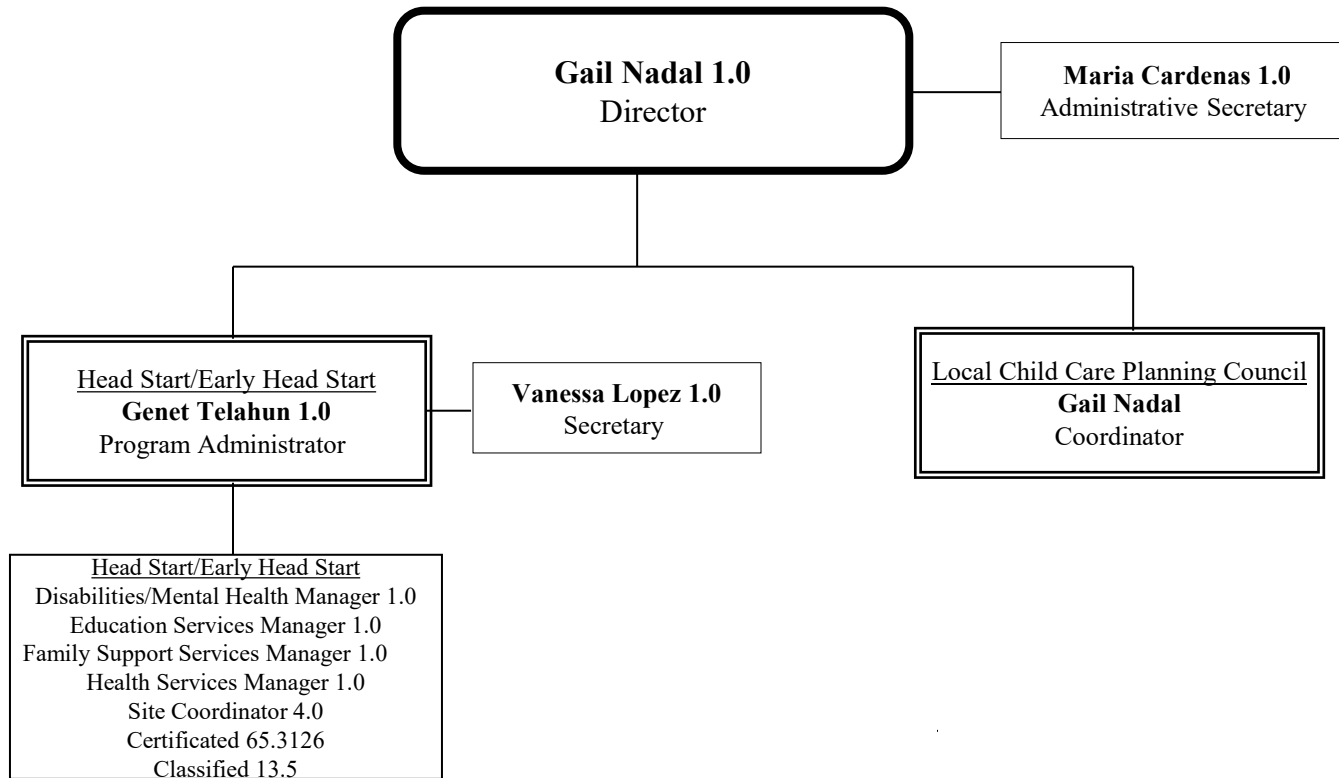 Gail Nadal 1.0
Director
Maria Cardenas 1.0
Administrative Secretary
Head Start/Early Head Start
Genet Telahun 1.0
Program Administrator
Vanessa Lopez 1.0
Secretary
Local Child Care Planning Council
Gail Nadal
Coordinator
Head Start/Early Head Start
Disabilities/Mental Health Manager 1.0
Education Services Manager 1.0
Family Support Services Manager 1.0
Health Services Manager 1.0
Site Coordinator 4.0
Certificated 65.3126
Classified 13.5